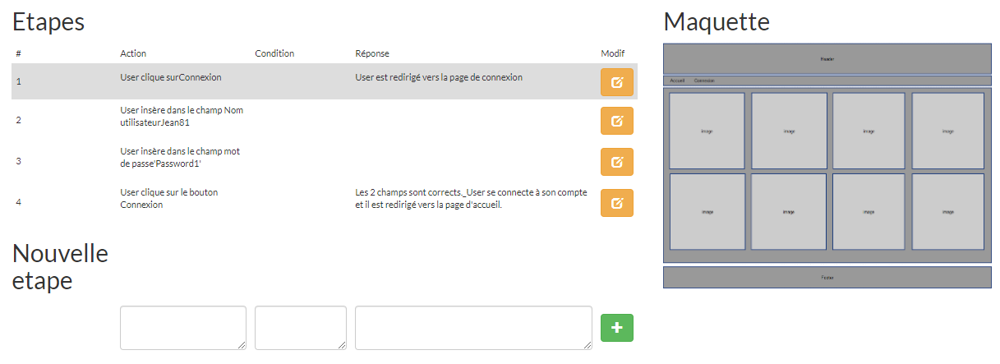 Etapes
# Action Condition Réponse Modif
1 User clique surConnexion User est redirigé vers la page de connexion
2 User insère dans le champ Nom
utilisateurJean81
3 User insère dans le champ mot
de passe'Password1'
4 User clique sur le bouton
Connexion
Les 2 champs sont corrects._User se connecte à son compte
et il est redirigé vers la page d'accueil.
Nouvelle
etape
Maquette
Header
Accueil Connexion
Image Image Image Image
Image Image Image Image
Footer